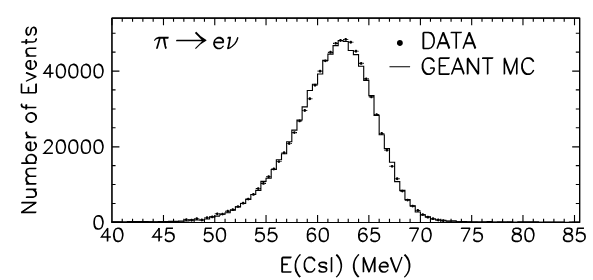 π → eν
DATA
GEANT MC
Number of Events
40000
20000
0
40 45 50 55 60 65 70 75 80 85
E(CsI) (MeV)